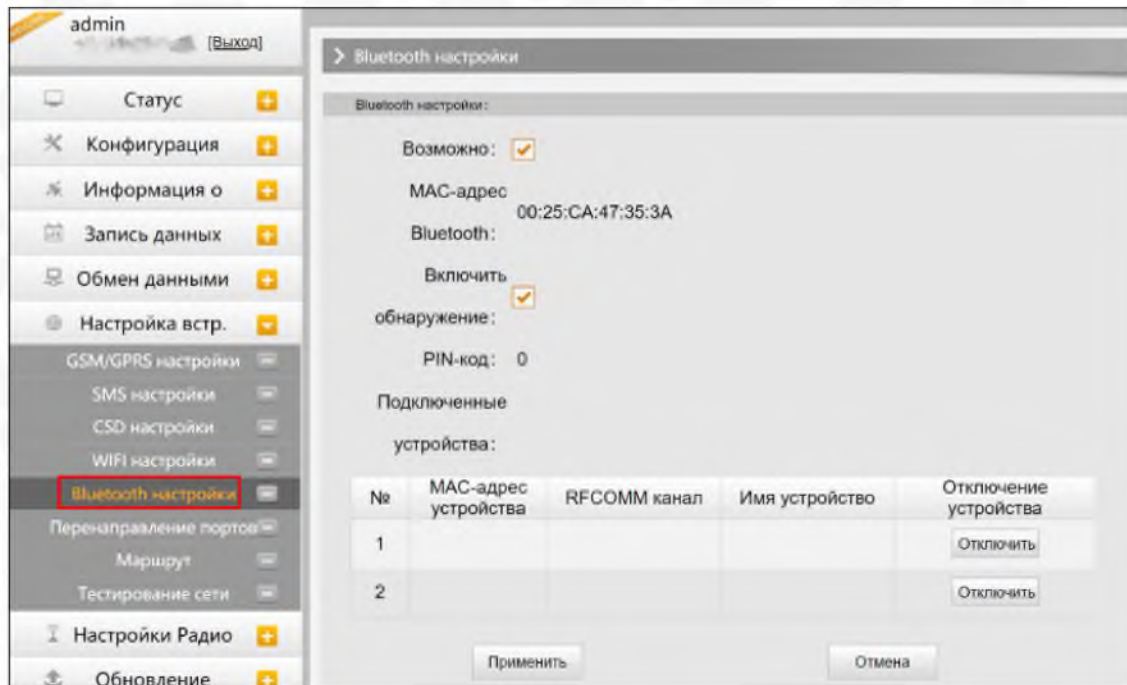 admin
[Выход]
Статус
Конфигурация
Информация о
Запись данных
Обмен данными
Настройка встр.
GSM/GPRS настройки
SMS настройки
CSD настройки
WIFI настройки
Bluetooth настройки
Перенаправление портов
Маршрут
Тестирование сети
Настройки Радио
Обновление
Bluetooth настройки
Bluetooth настройки:
Возможно:
MAC-адрес
00:25:CA:47:35:3A
Bluetooth:
Включить
обнаружение:
PIN-код: 0
Подключенные
устройства:
№ MAC-адрес устройства RFCOMM канал Имя устройство Отключение устройства
1 Отключить
2 Отключить
Применить Отмена